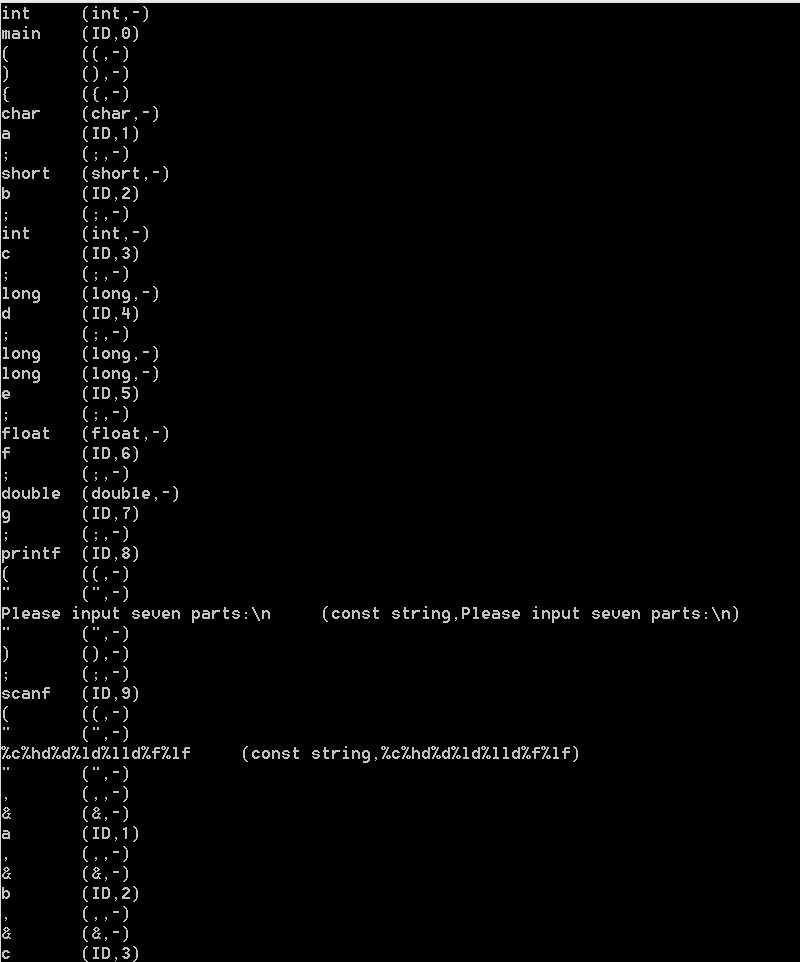 int (int,-)
main (ID,0)
( ((,-)
) (),-)
{ ({,-)
char (char,-)
a (ID,1)
; (;,-)
short (short,-)
b (ID,2)
; (;,-)
int (int,-)
c (ID,3)
; (;,-)
long (long,-)
d (ID,4)
; (;,-)
long (long,-)
long (long,-)
e (ID,5)
; (;,-)
float (float,-)
f (ID,6)
; (;,-)
double (double,-)
g (ID,7)
; (;,-)
printf (ID,8)
( ((,-)
" (",-)
Please input seven parts:\n (const string,Please input seven parts:\n)
" (",-)
) (),-)
; (;,-)
scanf (ID,9)
( ((,-)
" (",-)
%c%hd%d%ld%lld%f%lf (const string,%c%hd%d%ld%lld%f%lf)
" (",-)
, (,,-)
& (&,-)
a (ID,1)
, (,,-)
& (&,-)
b (ID,2)
, (,,-)
& (&,-)
c (ID,3)